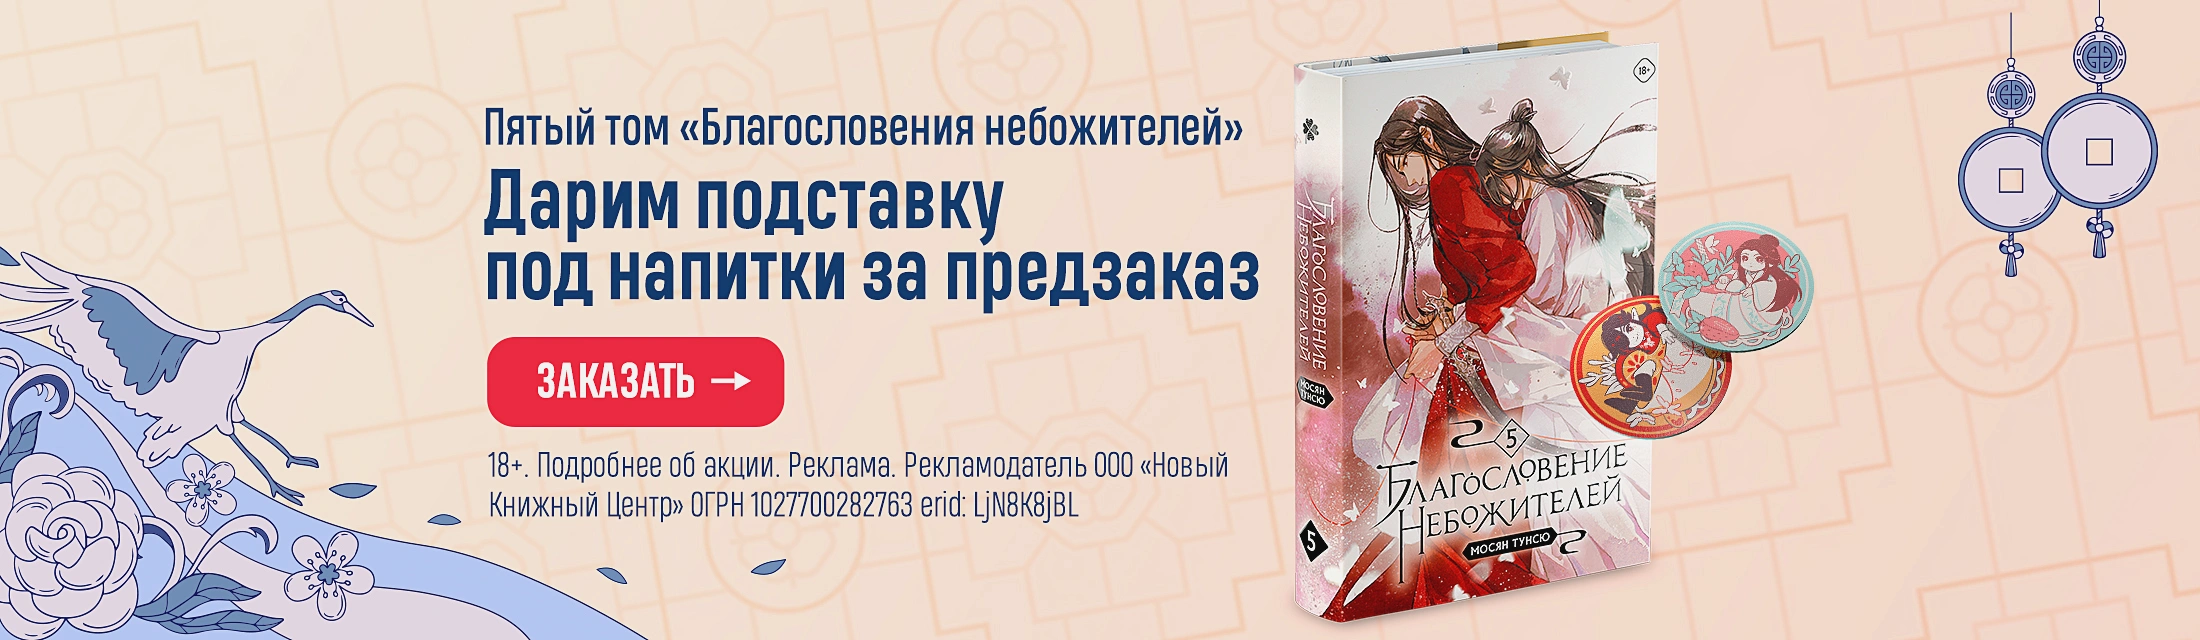 Пятый том «Благословения небожителей»
Дарим подставку
под напитки за предзаказ
ЗАКАЗАТЬ
18+. Подробнее об акции. Реклама. Рекламодатель ООО «Новый
Книжный Центр» ОГРН 1027700282763 erid: LjN8K8jBL
18+
БЛАГОСЛОВЕНИЕ
НЕБОЖИТЕЛЕЙ
МОСЯН
ТУНСЮ
5
5
БЛАГОСЛОВЕНИЕ
НЕБОЖИТЕЛЕЙ
МОСЯН ТУНСЮ